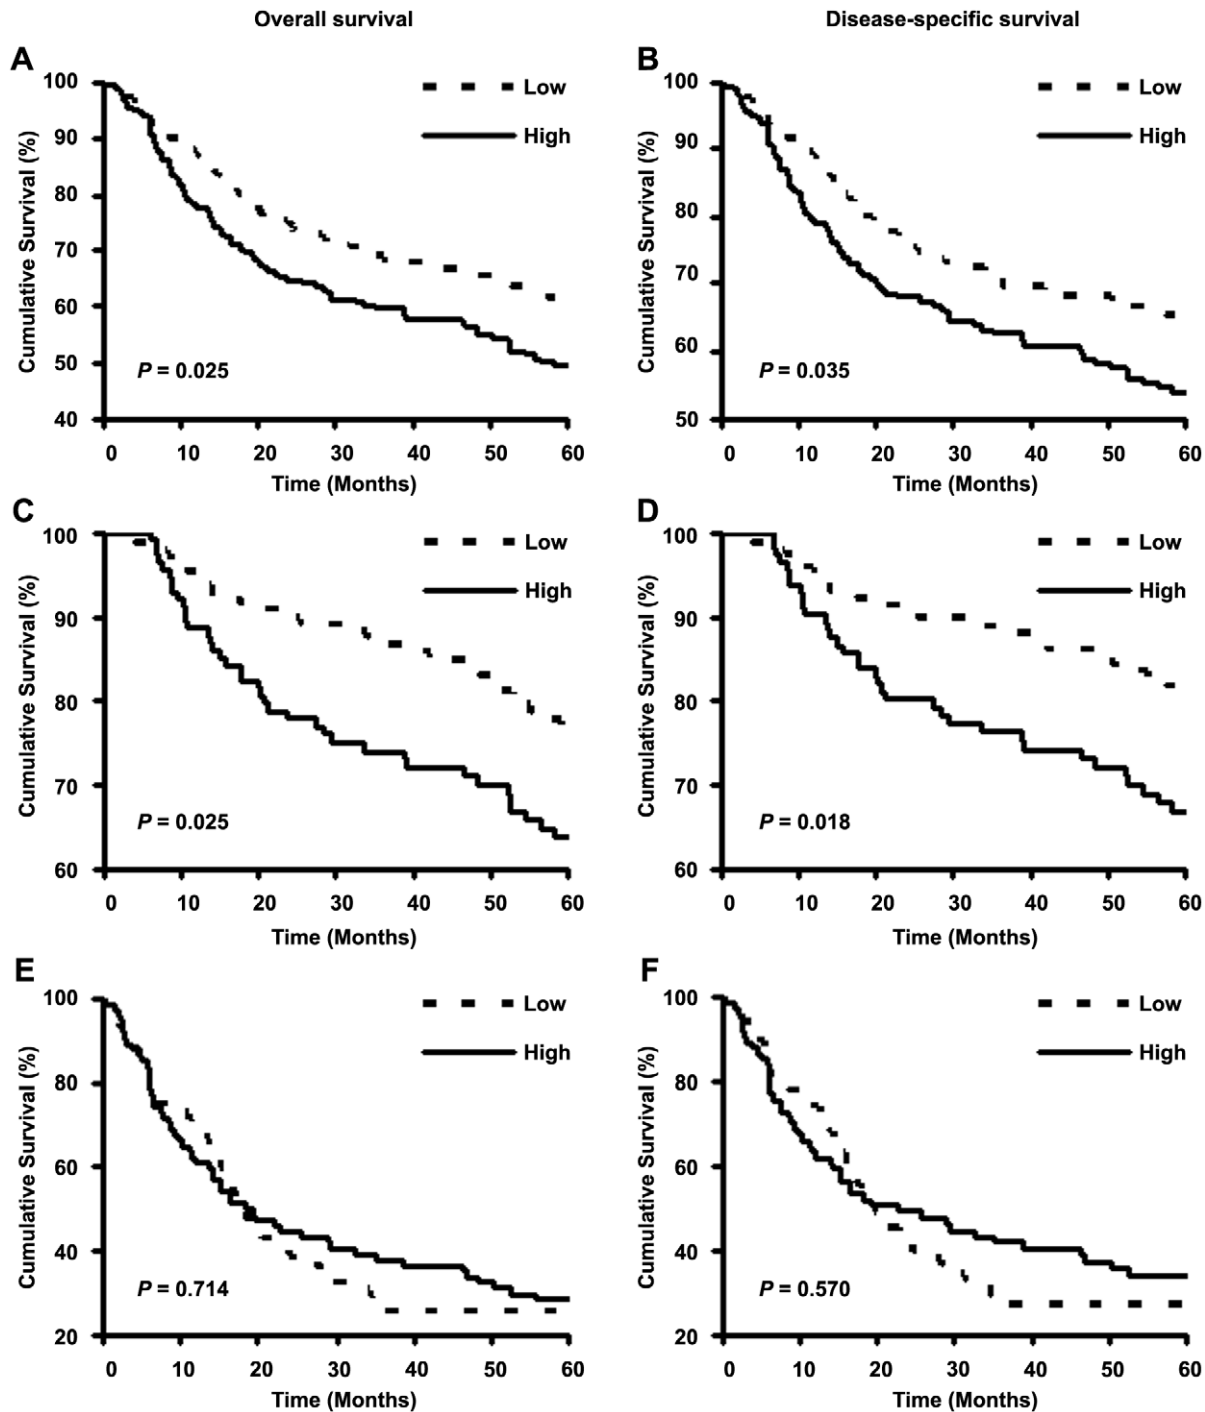 Overall survival
Disease-specific survival
A
100
90
80
70
60
50
40
Cumulative Survival (%)
Low
High
P = 0.025
0 10 20 30 40 50 60
Time (Months)
B
100
90
80
70
60
50
Cumulative Survival (%)
Low
High
P = 0.035
0 10 20 30 40 50 60
Time (Months)
C
100
90
80
70
60
Cumulative Survival (%)
Low
High
P = 0.025
0 10 20 30 40 50 60
Time (Months)
D
100
90
80
70
60
Cumulative Survival (%)
Low
High
P = 0.018
0 10 20 30 40 50 60
Time (Months)
E
100
80
60
40
20
Cumulative Survival (%)
Low
High
P = 0.714
0 10 20 30 40 50 60
Time (Months)
F
100
80
60
40
20
Cumulative Survival (%)
Low
High
P = 0.570
0 10 20 30 40 50 60
Time (Months)